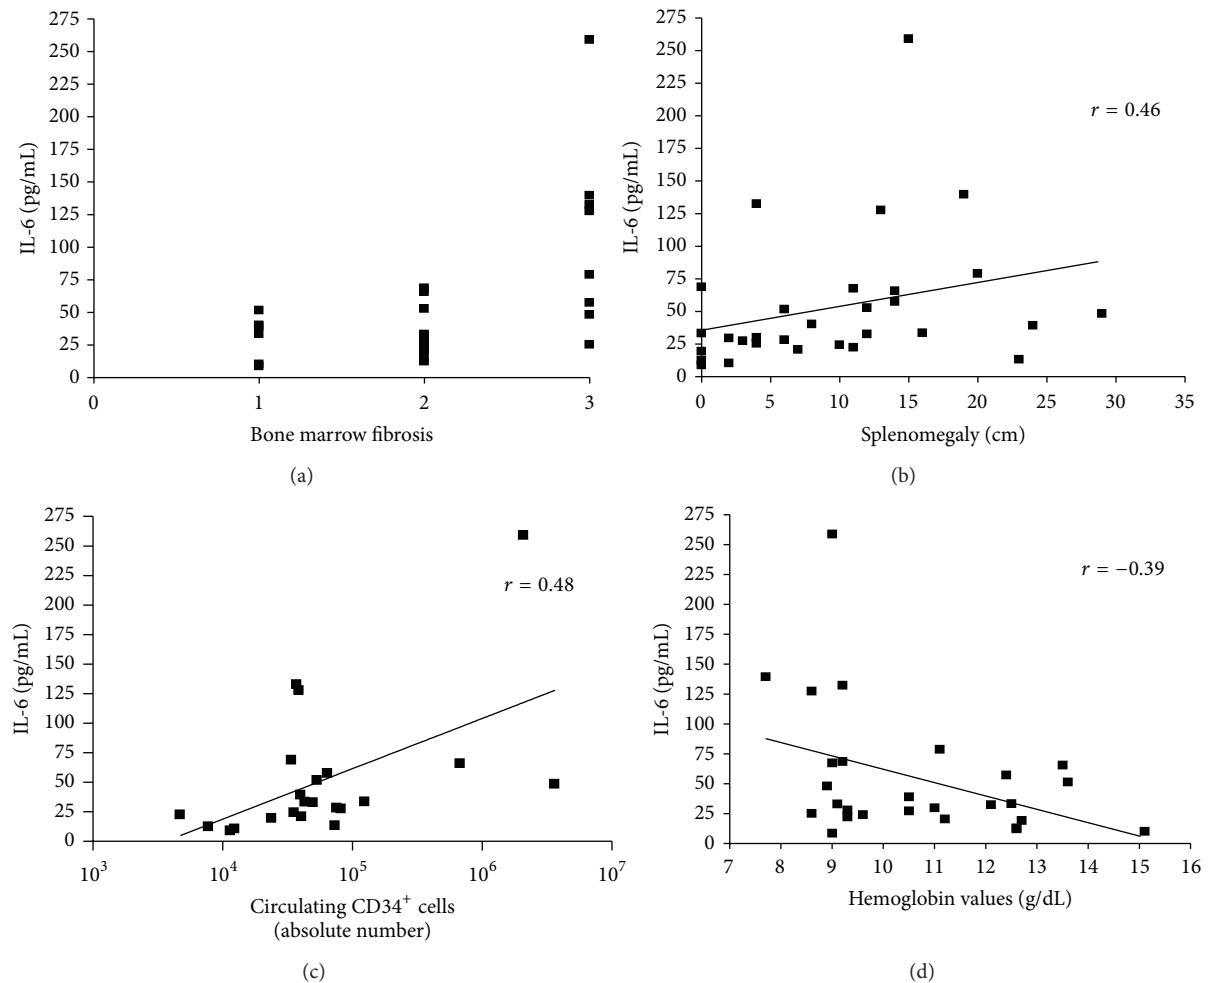 275
250
225
200
175
150
125
100
75
50
25
0
IL-6 (pg/mL)
0 1 2 3
Bone marrow fibrosis
(a)
275
250
225
200
175
150
125
100
75
50
25
0
IL-6 (pg/mL)
r = 0.46
0 5 10 15 20 25 30 35
Splenomegaly (cm)
(b)
275
250
225
200
175
150
125
100
75
50
25
0
IL-6 (pg/mL)
r = 0.48
10³ 10⁴ 10⁵ 10⁶ 10⁷
Circulating CD34⁺ cells
(absolute number)
(c)
275
250
225
200
175
150
125
100
75
50
25
0
IL-6 (pg/mL)
r = −0.39
7 8 9 10 11 12 13 14 15 16
Hemoglobin values (g/dL)
(d)